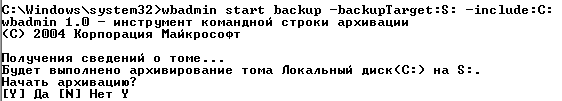 C:\Windows\system32>wbadmin start backup -backupTarget:S: -include:C:
wbadmin 1.0 - инструмент командной строки архивации
(C) 2004 Корпорация Майкрософт
Получения сведений о томе...
Будет выполнено архивирование тома Локальный диск(C:) на S:.
Начать архивацию?
[Y] Да [N] Нет Y